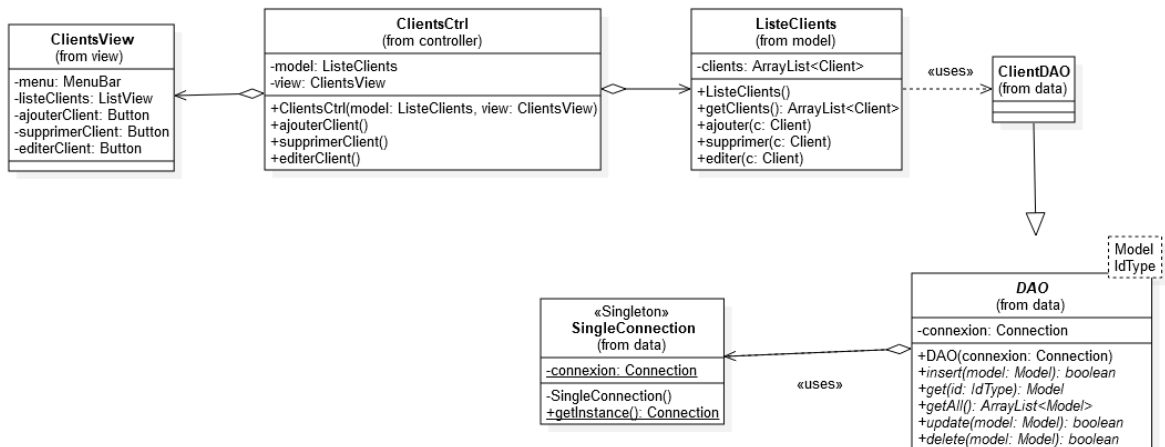 ClientsView
(from view)
-menu: MenuBar
-listeClients: ListView
-ajouterClient: Button
-supprimerClient: Button
-editerClient: Button
ClientsCtrl
(from controller)
-model: ListeClients
-view: ClientsView
+ClientsCtrl(model: ListeClients, view: ClientsView)
+ajouterClient()
+supprimerClient()
+editerClient()
ListeClients
(from model)
-clients: ArrayList<Client>
+ListeClients()
+getClients(): ArrayList<Client>
+ajouter(c: Client)
+supprimer(c: Client)
+editer(c: Client)
«uses»
ClientDAO
(from data)
Model
IdType
DAO
(from data)
-connexion: Connection
+DAO(connexion: Connection)
+insert(model: Model): boolean
+get(id: IdType): Model
+getAll(): ArrayList<Model>
+update(model: Model): boolean
+delete(model: Model): boolean
«Singleton»
SingleConnection
(from data)
-connexion: Connection
-SingleConnection()
+getInstance(): Connection
«uses»